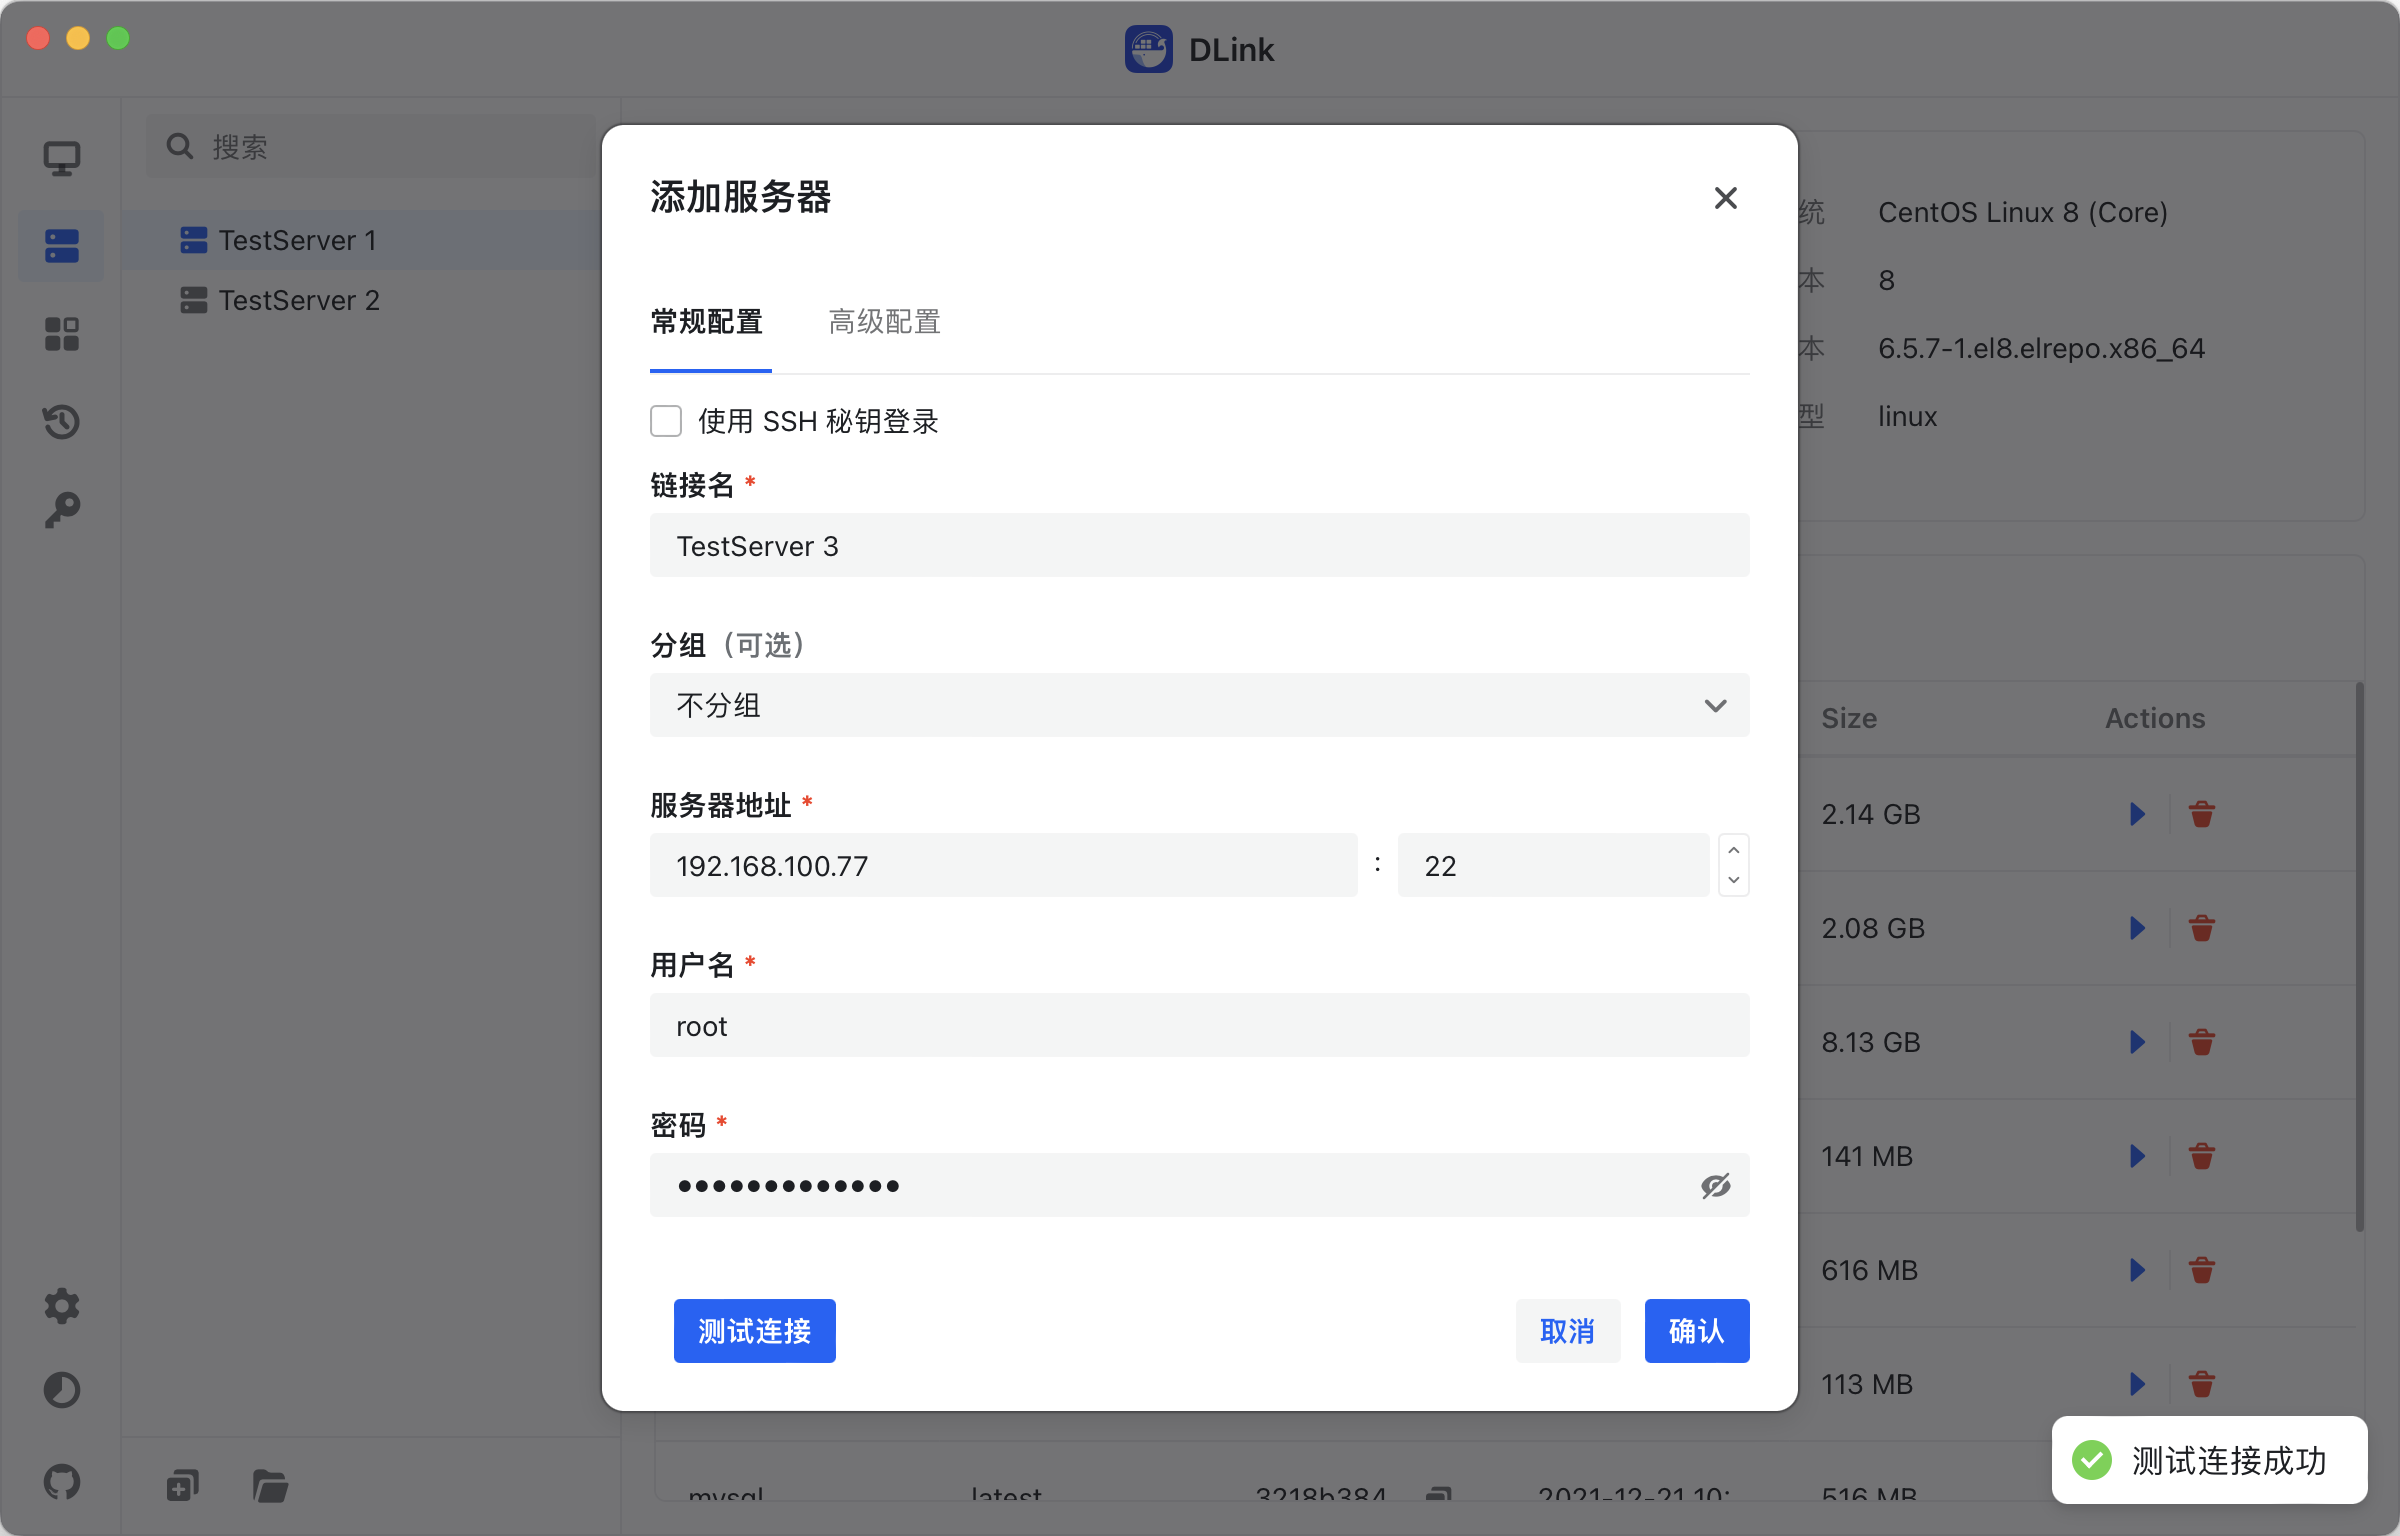 DLink
搜索
TestServer 1
TestServer 2
添加服务器
常规配置 高级配置
使用 SSH 秘钥登录
链接名 *
TestServer 3
分组（可选）
不分组
服务器地址 *
192.168.100.77 : 22
用户名 *
root
密码 *
•••••••••••••
测试连接 取消 确认
统 CentOS Linux 8 (Core)
本 8
本 6.5.7-1.el8.elrepo.x86_64
型 linux
Size Actions
2.14 GB
2.08 GB
8.13 GB
141 MB
616 MB
113 MB
mysql latest 3218b384 2021-12-21 10: 516 MB
测试连接成功